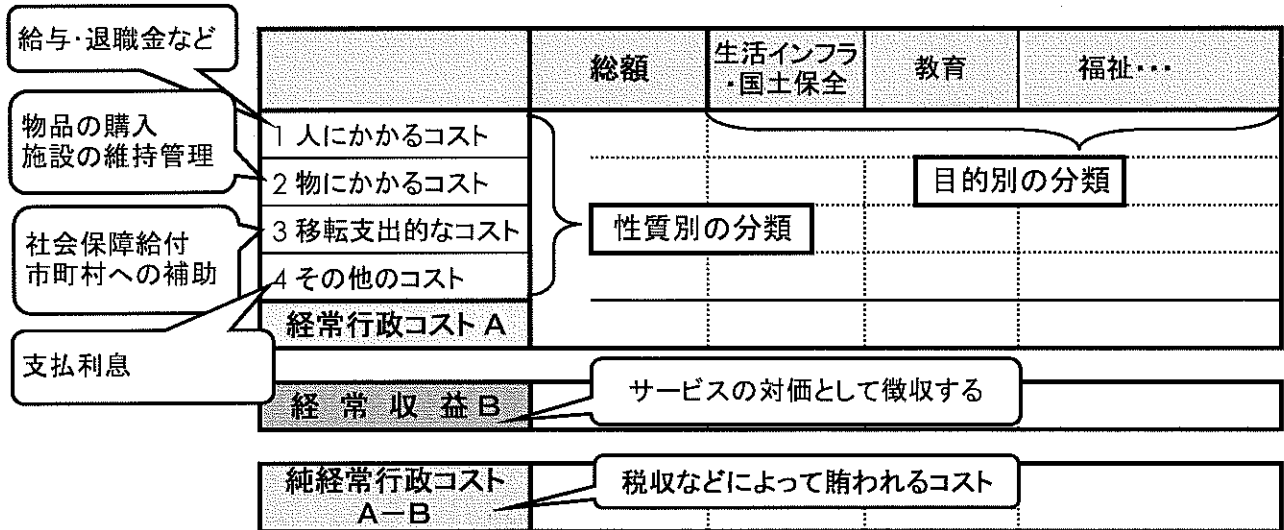 給与・退職金など
総額
生活インフラ
・国土保全
教育
福祉・・・
物品の購入
施設の維持管理
1 人にかかるコスト
2 物にかかるコスト
目的別の分類
社会保障給付
市町村への補助
3 移転支出的なコスト
性質別の分類
4 その他のコスト
経常行政コスト A
支払利息
経 常 収 益 B
サービスの対価として徴収する
純経常行政コスト
A－B
税収などによって賄われるコスト